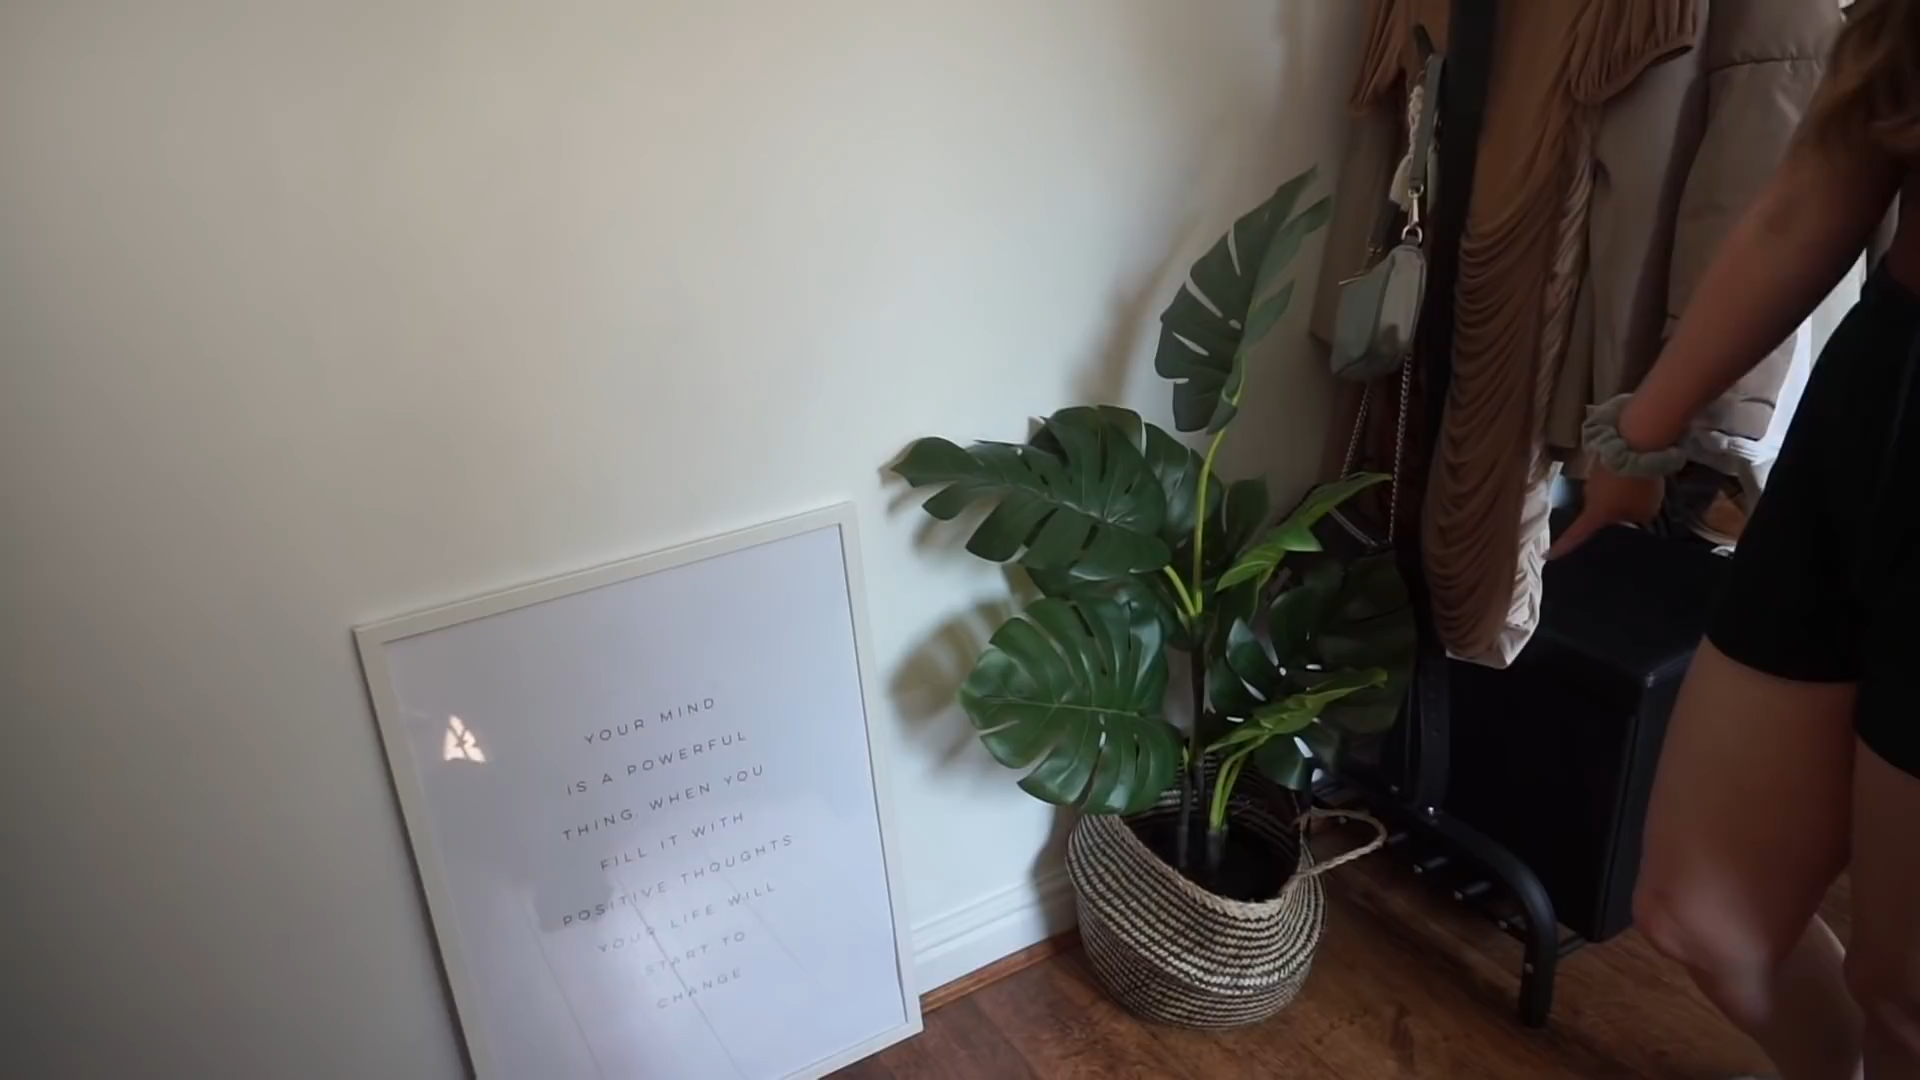 YOUR MIND
IS A POWERFUL
THING, WHEN YOU
FILL IT WITH
POSITIVE THOUGHTS
YOUR LIFE WILL
START TO
CHANGE